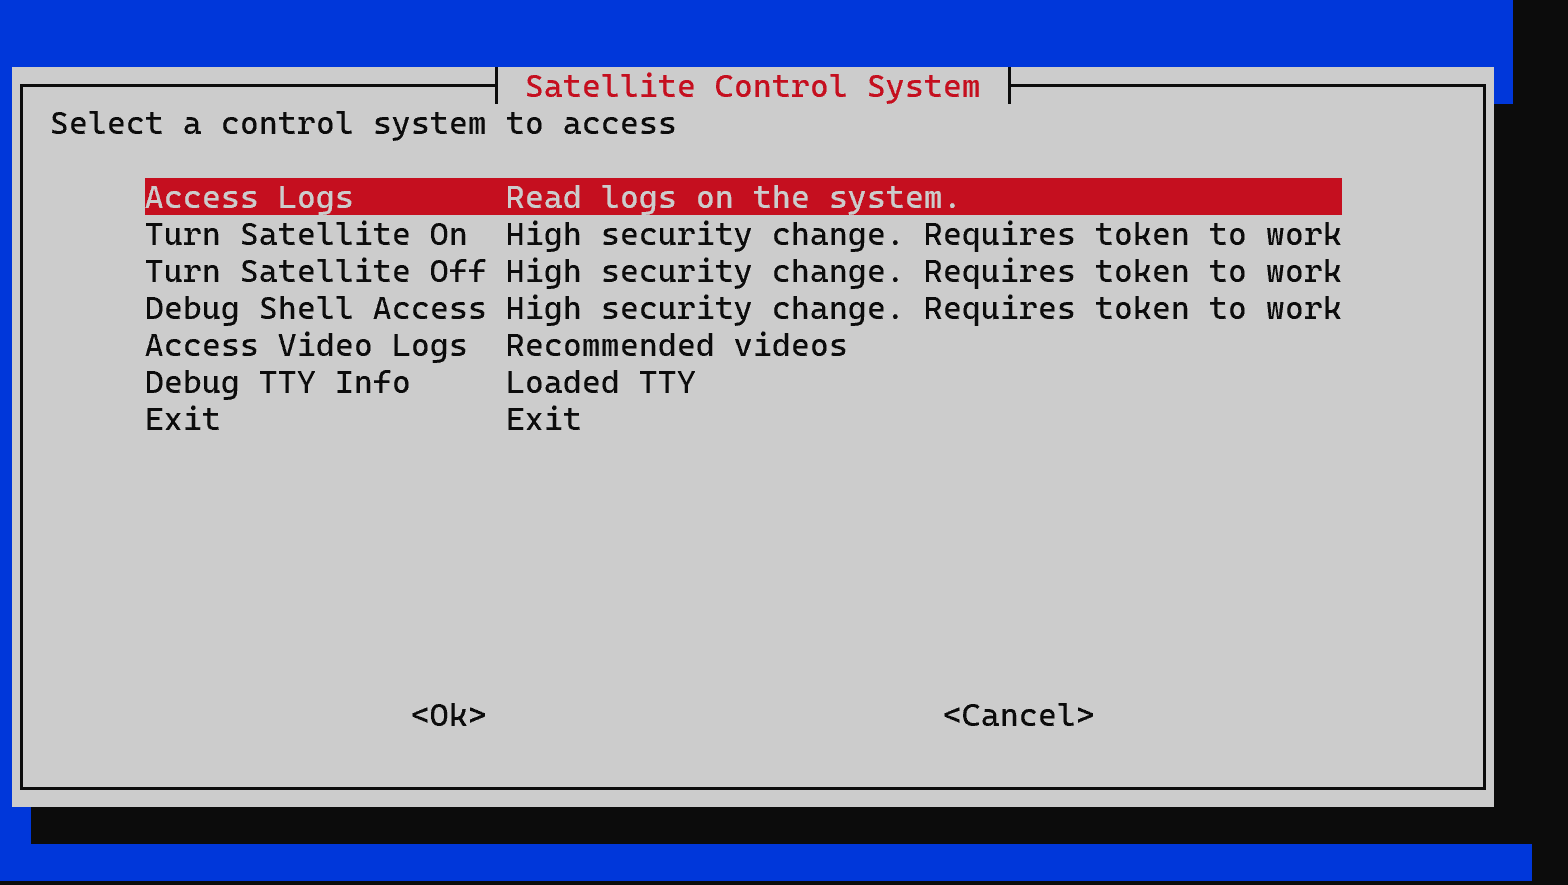 Satellite Control System
Select a control system to access
Access Logs Read logs on the system.
Turn Satellite On High security change. Requires token to work
Turn Satellite Off High security change. Requires token to work
Debug Shell Access High security change. Requires token to work
Access Video Logs Recommended videos
Debug TTY Info Loaded TTY
Exit Exit
<Ok> <Cancel>